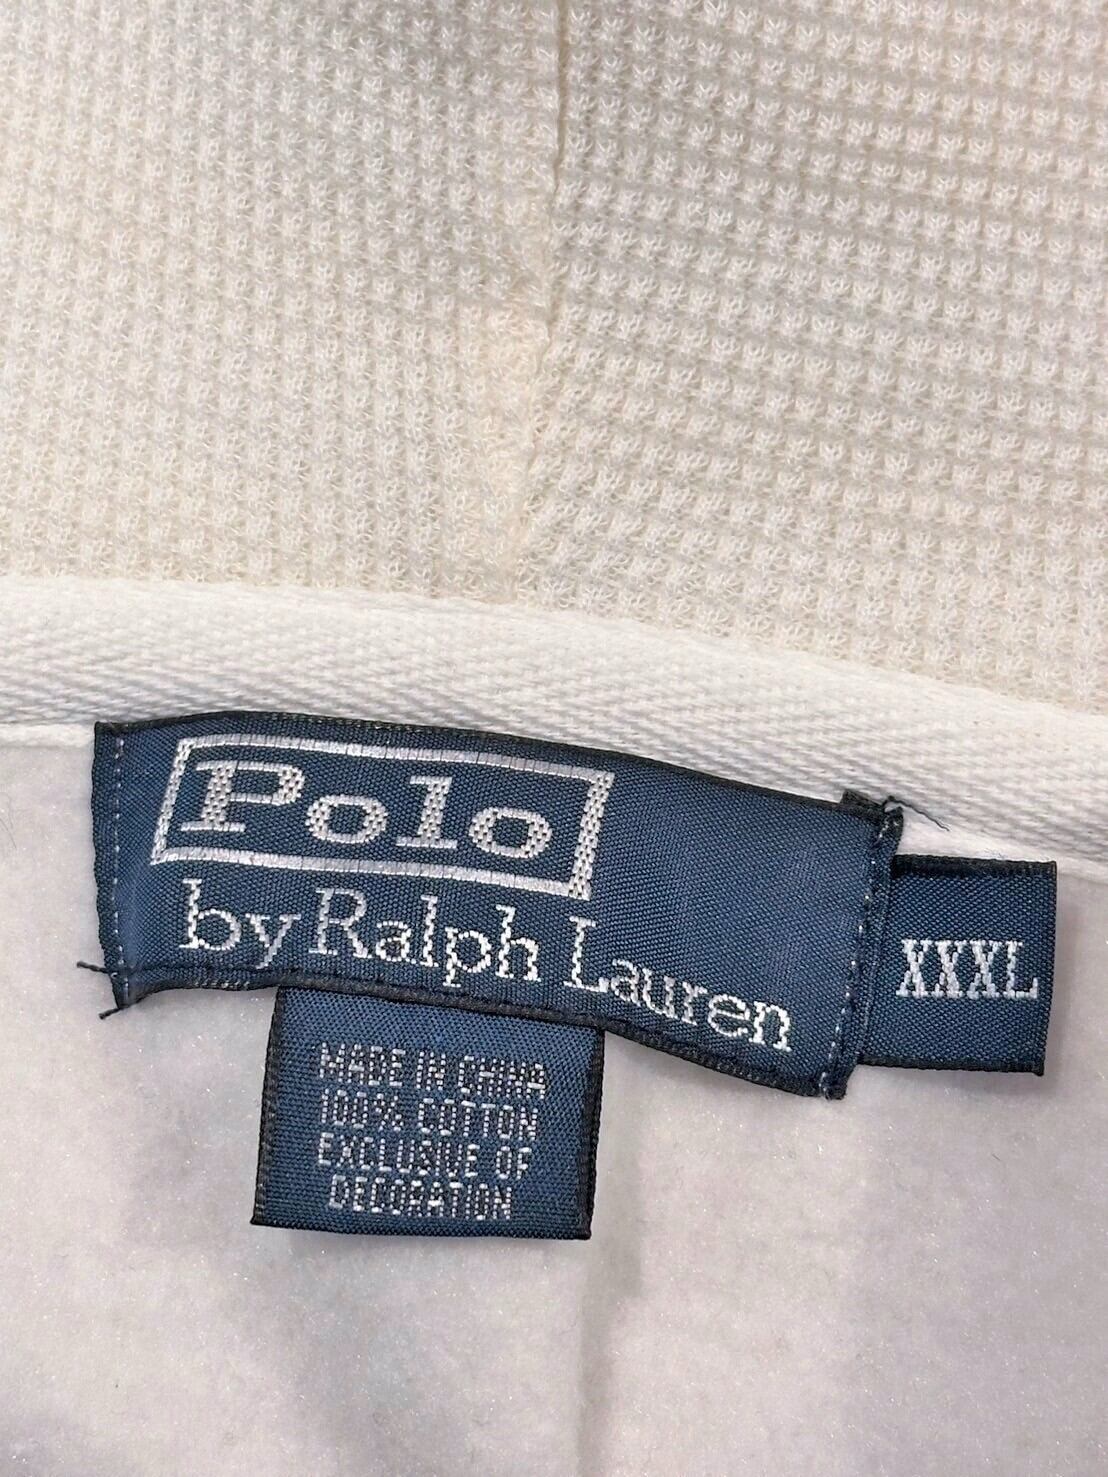 Polo
by Ralph Lauren
XXXL
MADE IN CHINA
100% COTTON
EXCLUSIVE OF
DECORATION